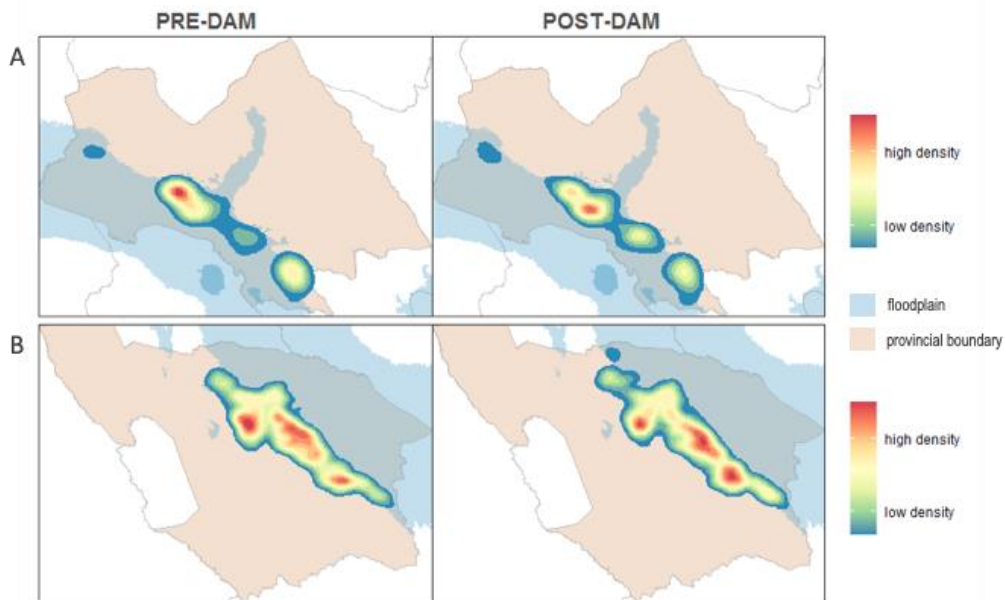 PRE-DAM
POST-DAM
A
high density
low density
floodplain
provincial boundary
B
high density
low density